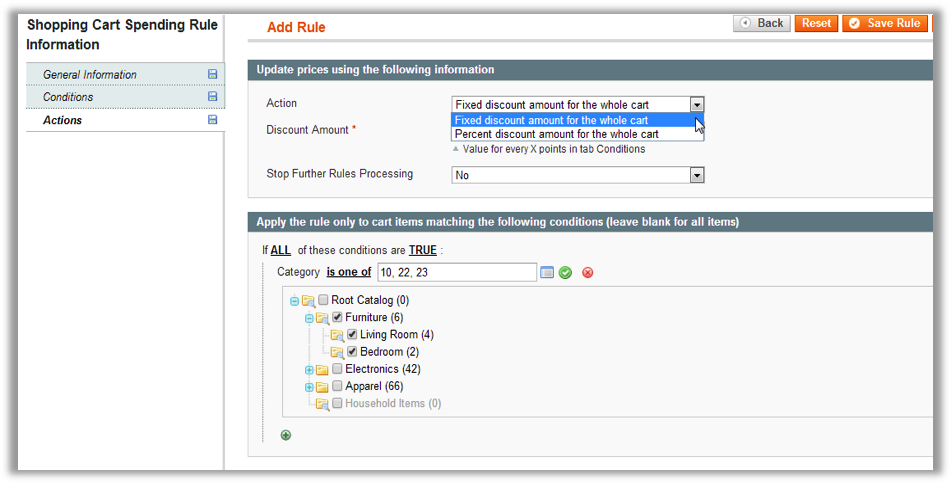 Shopping Cart Spending Rule
Information
General Information
Conditions
Actions
Add Rule
Back
Reset
Save Rule
Update prices using the following information
Action
Fixed discount amount for the whole cart
Fixed discount amount for the whole cart
Percent discount amount for the whole cart
Discount Amount *
Value for every X points in tab Conditions
Stop Further Rules Processing
No
Apply the rule only to cart items matching the following conditions (leave blank for all items)
If ALL of these conditions are TRUE :
Category is one of 10, 22, 23
Root Catalog (0)
Furniture (6)
Living Room (4)
Bedroom (2)
Electronics (42)
Apparel (66)
Household Items (0)